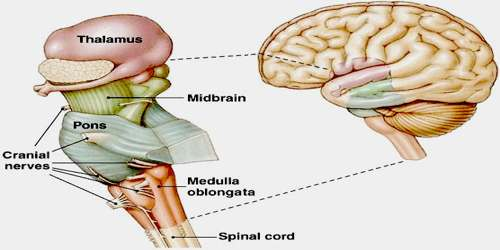 Thalamus
Midbrain
Pons
Cranial
nerves
Medulla
oblongata
Spinal cord